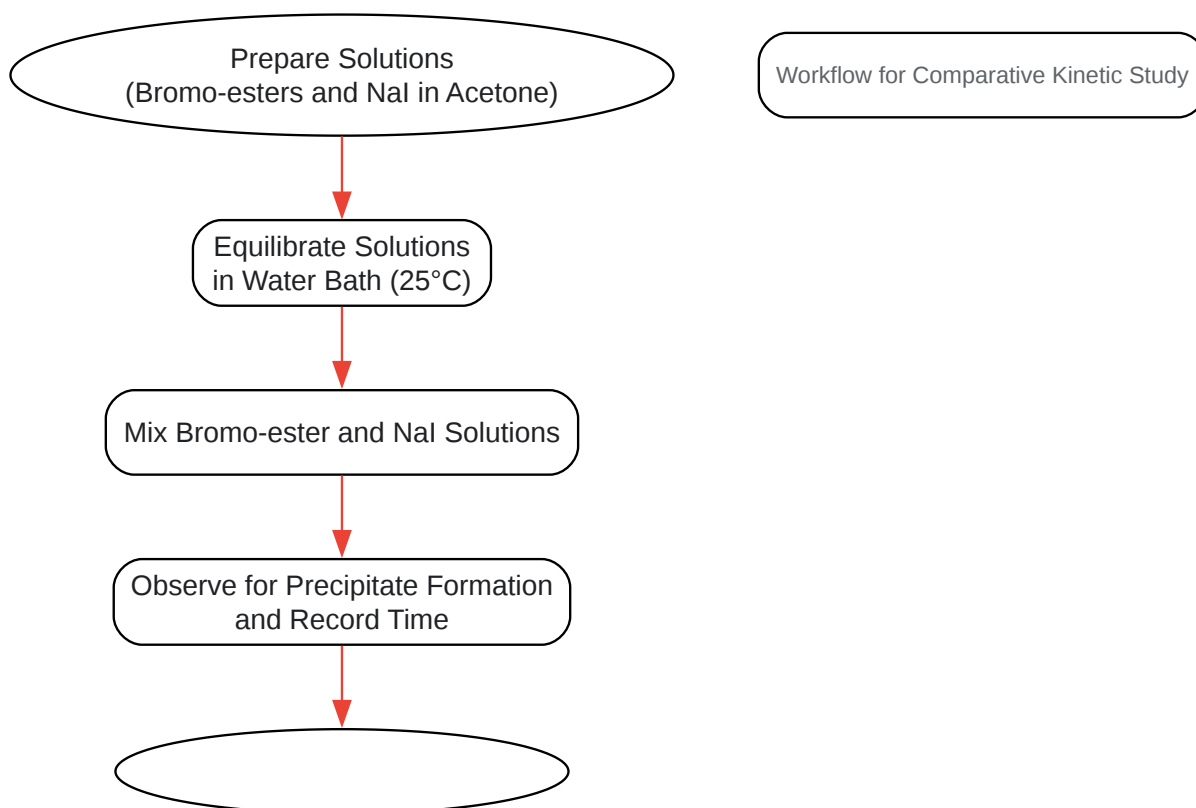 Prepare Solutions
(Bromo-esters and NaI in Acetone)
Workflow for Comparative Kinetic Study
Equilibrate Solutions
in Water Bath (25°C)
Mix Bromo-ester and NaI Solutions
Observe for Precipitate Formation
and Record Time